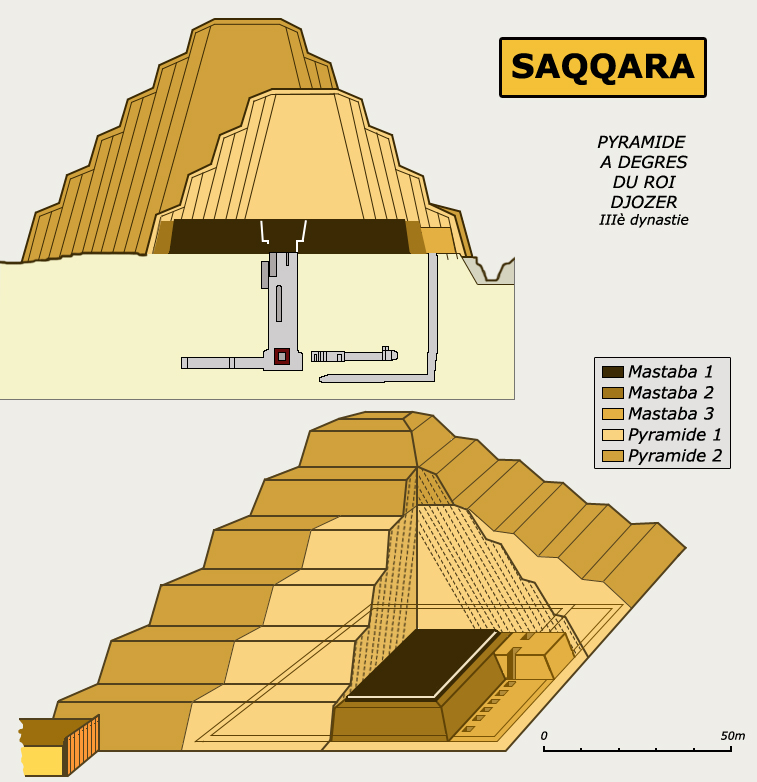 SAQQARA
PYRAMIDE
A DEGRES
DU ROI
DJOZER
IIIè dynastie
Mastaba 1
Mastaba 2
Mastaba 3
Pyramide 1
Pyramide 2
0 50m